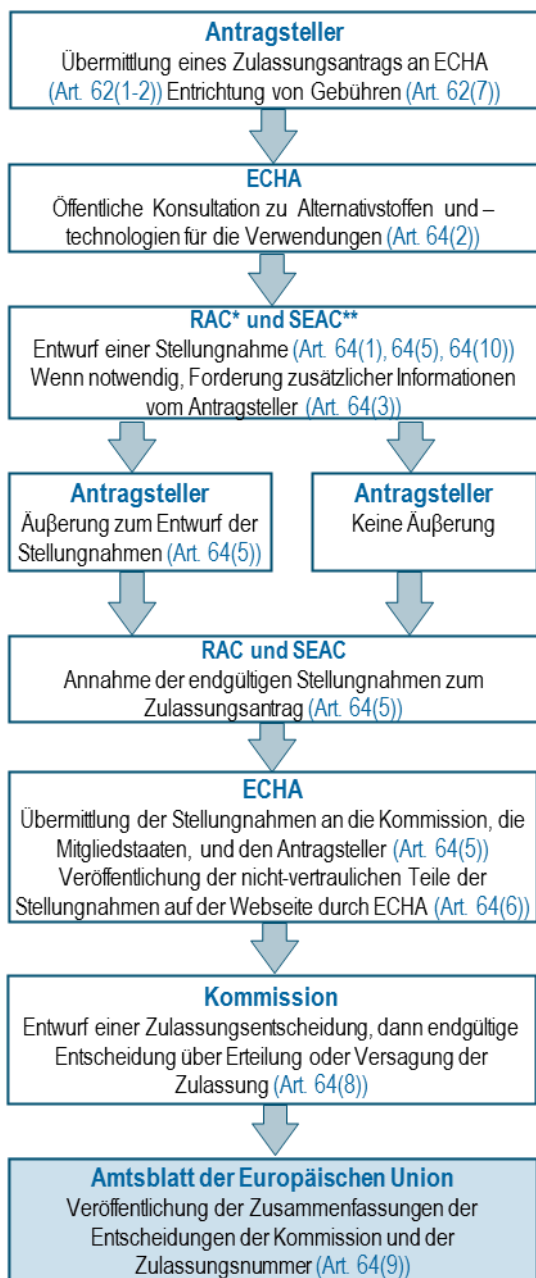 Antragsteller
Übermittlung eines Zulassungsantrags an ECHA
(Art. 62(1-2)) Entrichtung von Gebühren (Art. 62(7))
ECHA
Öffentliche Konsultation zu Alternativstoffen und –
technologien für die Verwendungen (Art. 64(2))
RAC* und SEAC**
Entwurf einer Stellungnahme (Art. 64(1), 64(5), 64(10))
Wenn notwendig, Forderung zusätzlicher Informationen
vom Antragsteller (Art. 64(3))
Antragsteller
Äußerung zum Entwurf der
Stellungnahmen (Art. 64(5))
Antragsteller
Keine Äußerung
RAC und SEAC
Annahme der endgültigen Stellungnahmen zum
Zulassungsantrag (Art. 64(5))
ECHA
Übermittlung der Stellungnahmen an die Kommission, die
Mitgliedstaaten, und den Antragsteller (Art. 64(5))
Veröffentlichung der nicht-vertraulichen Teile der
Stellungnahmen auf der Webseite durch ECHA (Art. 64(6))
Kommission
Entwurf einer Zulassungsentscheidung, dann endgültige
Entscheidung über Erteilung oder Versagung der
Zulassung (Art. 64(8))
Amtsblatt der Europäischen Union
Veröffentlichung der Zusammenfassungen der
Entscheidungen der Kommission und der
Zulassungsnummer (Art. 64(9))